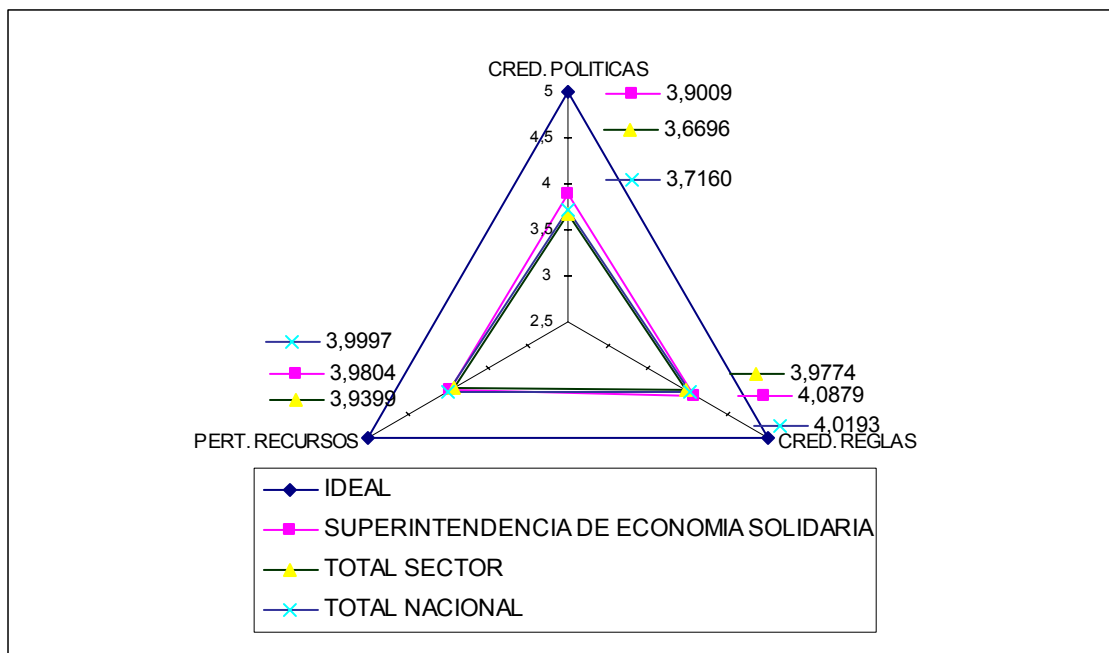 CRED. POLITICAS
5
3,9009
4,5
3,6696
4
3,7160
3,5
3
2,5
3,9997
3,9804
3,9399
3,9774
4,0879
4,0193
PERT. RECURSOS
CRED. REGLAS
IDEAL
SUPERINTENDENCIA DE ECONOMIA SOLIDARIA
TOTAL SECTOR
TOTAL NACIONAL